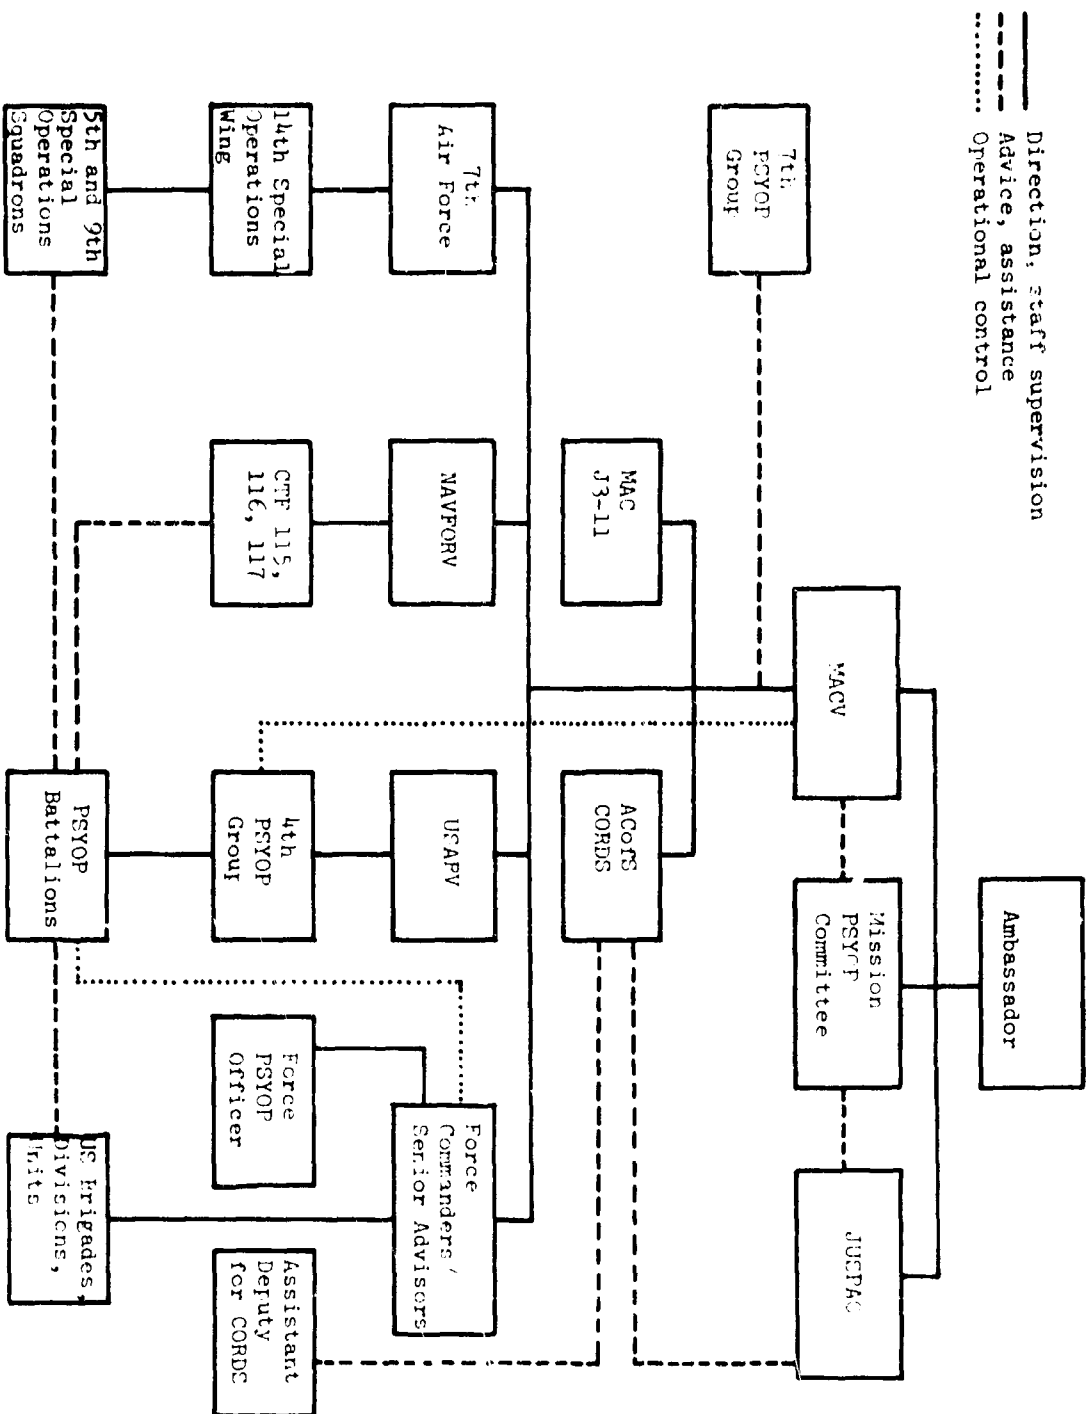 Direction, staff supervision
Advice, assistance
Operational control
Ambassador
MACV
Mission
PSYOP
Committee
JUSPAO
7th
PSYOP
Group
MAC
J3-11
ACofS
CORDS
7th
Air Force
NAVFORV
USARV
Force
Commanders/
Senior Advisors
14th Special
Operations
Wing
CTF 115,
116, 117
4th
PSYOP
Group
Force
PSYOP
Officer
Assistant
Deputy
for CORDS
5th and 9th
Special
Operations
Squadrons
PSYOP
Battalions
US Brigades,
Divisions,
Units